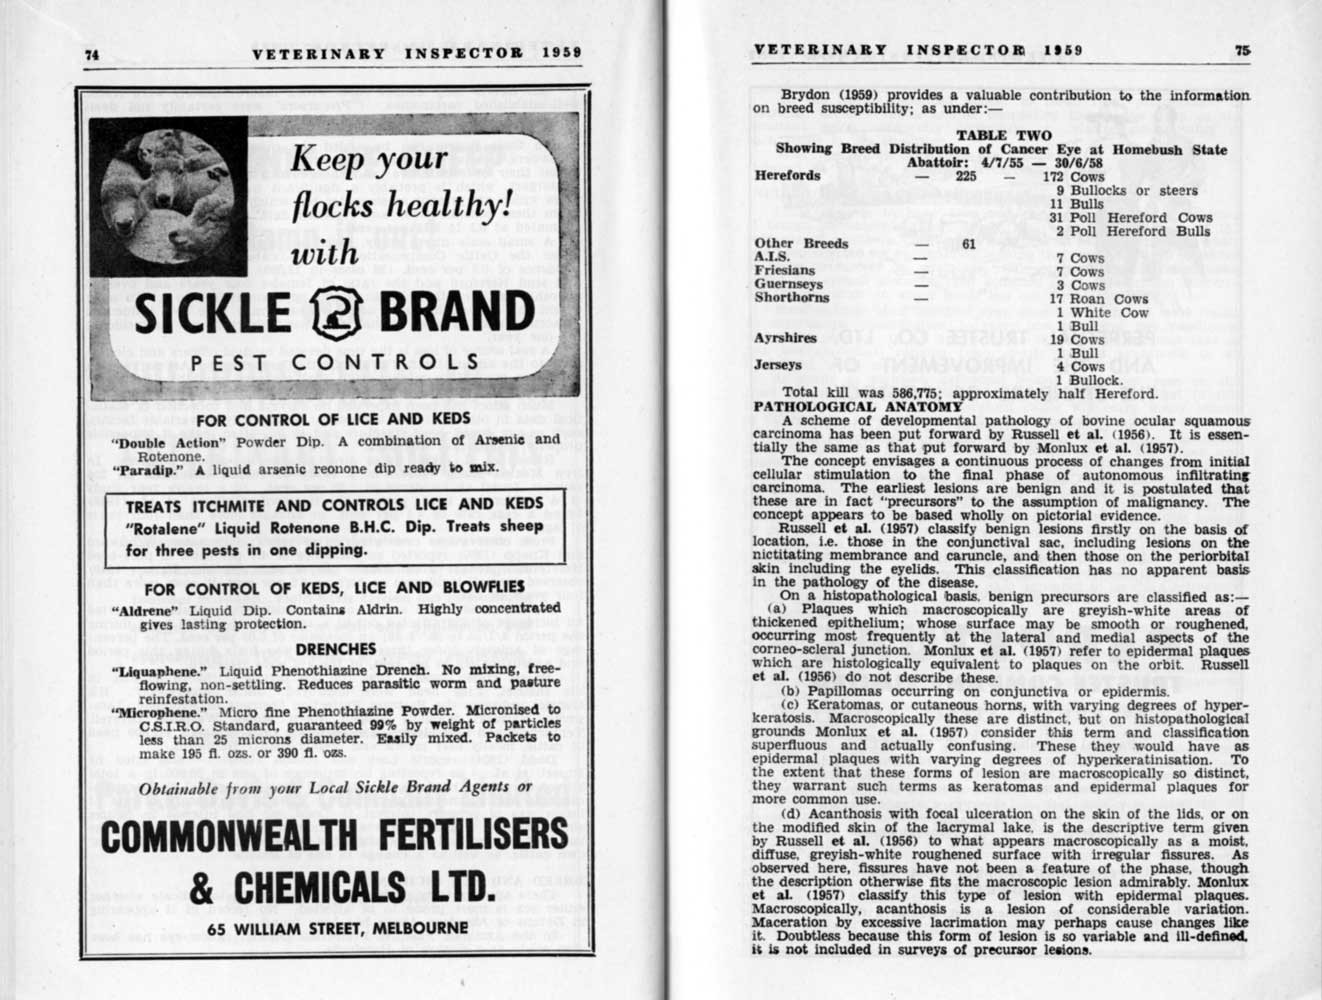 74 VETERINARY INSPECTOR 1959
Keep your
flocks healthy!
with
SICKLE BRAND
PEST CONTROLS
FOR CONTROL OF LICE AND KEDS
"Double Action" Powder Dip. A combination of Arsenic and
Rotenone.
"Paradip." A liquid arsenic reonone dip ready to mix.
TREATS ITCHMITE AND CONTROLS LICE AND KEDS
"Rotalene" Liquid Rotenone B.H.C. Dip. Treats sheep
for three pests in one dipping.
FOR CONTROL OF KEDS, LICE AND BLOWFLIES
"Aldrene" Liquid Dip. Contains Aldrin. Highly concentrated
gives lasting protection.
DRENCHES
"Liquaphene." Liquid Phenothiazine Drench. No mixing, free-
flowing, non-settling. Reduces parasitic worm and pasture
reinfestation.
"Microphene." Micro fine Phenothiazine Powder. Micronised to
C.S.I.R.O. Standard, guaranteed 99% by weight of particles
less than 25 microns diameter. Easily mixed. Packets to
make 195 fl. ozs. or 390 fl. ozs.
Obtainable from your Local Sickle Brand Agents or
COMMONWEALTH FERTILISERS
& CHEMICALS LTD.
65 WILLIAM STREET, MELBOURNE
VETERINARY INSPECTOR 1959 75
Brydon (1959) provides a valuable contribution to the information
on breed susceptibility; as under:—
TABLE TWO
Showing Breed Distribution of Cancer Eye at Homebush State
Abattoir: 4/7/55 — 30/6/58
Herefords — 225 — 172 Cows
9 Bullocks or steers
11 Bulls
31 Poll Hereford Cows
2 Poll Hereford Bulls
Other Breeds — 61
A.I.S. — 7 Cows
Friesians — 7 Cows
Guernseys — 3 Cows
Shorthorns — 17 Roan Cows
1 White Cow
1 Bull
Ayrshires 19 Cows
1 Bull
Jerseys 4 Cows
1 Bullock.
Total kill was 586,775; approximately half Hereford.
PATHOLOGICAL ANATOMY
A scheme of developmental pathology of bovine ocular squamous
carcinoma has been put forward by Russell et al. (1956). It is essen-
tially the same as that put forward by Monlux et al. (1957).
The concept envisages a continuous process of changes from initial
cellular stimulation to the final phase of autonomous infiltrating
carcinoma. The earliest lesions are benign and it is postulated that
these are in fact "precursors" to the assumption of malignancy. The
concept appears to be based wholly on pictorial evidence.
Russell et al. (1957) classify benign lesions firstly on the basis of
location, i.e. those in the conjunctival sac, including lesions on the
nictitating membrance and caruncle, and then those on the periorbital
skin including the eyelids. This classification has no apparent basis
in the pathology of the disease.
On a histopathological basis, benign precursors are classified as:—
(a) Plaques which macroscopically are greyish-white areas of
thickened epithelium; whose surface may be smooth or roughened,
occurring most frequently at the lateral and medial aspects of the
corneo-scleral junction. Monlux et al. (1957) refer to epidermal plaques
which are histologically equivalent to plaques on the orbit. Russell
et al. (1956) do not describe these.
(b) Papillomas occurring on conjunctiva or epidermis.
(c) Keratomas, or cutaneous horns, with varying degrees of hyper-
keratosis. Macroscopically these are distinct, but on histopathological
grounds Monlux et al. (1957) consider this term and classification
superfluous and actually confusing. These they would have as
epidermal plaques with varying degrees of hyperkeratinisation. To
the extent that these forms of lesion are macroscopically so distinct,
they warrant such terms as keratomas and epidermal plaques for
more common use.
(d) Acanthosis with focal ulceration on the skin of the lids, or on
the modified skin of the lacrymal lake, is the descriptive term given
by Russell et al. (1956) to what appears macroscopically as a moist,
diffuse, greyish-white roughened surface with irregular fissures. As
observed here, fissures have not been a feature of the phase, though
the description otherwise fits the macroscopic lesion admirably. Monlux
et al. (1957) classify this type of lesion with epidermal plaques.
Macroscopically, acanthosis is a lesion of considerable variation.
Maceration by excessive lacrimation may perhaps cause changes like
it. Doubtless because this form of lesion is so variable and ill-defined,
it is not included in surveys of precursor lesions.